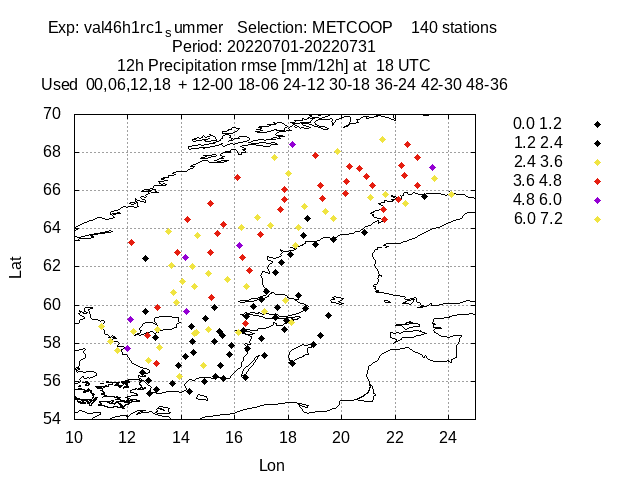 Exp: val46h1rc1summer   Selection: METCOOP    140 stations
Period: 20220701-20220731
12h Precipitation rmse [mm/12h] at  18 UTC
Used  00,06,12,18  + 12-00 18-06 24-12 30-18 36-24 42-30 48-36
0.0 1.2
1.2 2.4
2.4 3.6
3.6 4.8
4.8 6.0
6.0 7.2
70
68
66
64
62
60
58
56
54
Lat
10 12 14 16 18 20 22 24
Lon